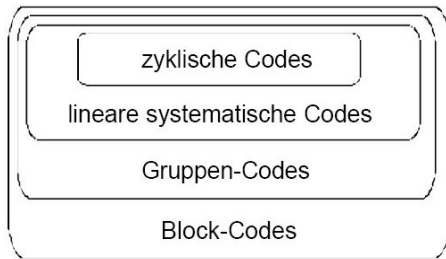 zyklische Codes
lineare systematische Codes
Gruppen-Codes
Block-Codes